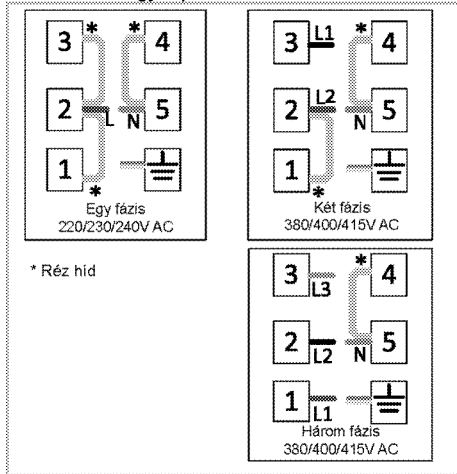 3 * * 4
2 L N 5
1 *
Egy fázis
220/230/240V AC
3 L1 * 4
2 L2 N 5
1 *
Két fázis
380/400/415V AC
* Réz híd
3 L3 * 4
2 L2 N 5
1 L1
Három fázis
380/400/415V AC